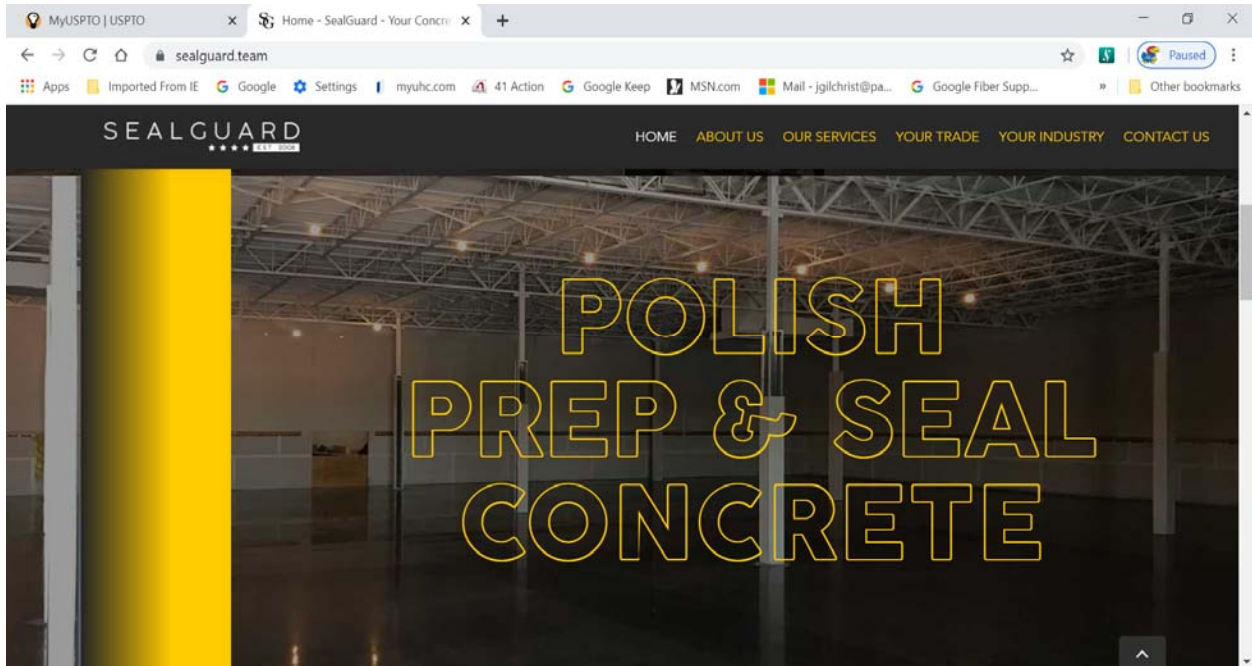 MyUSPTO | USPTO
Home - SealGuard - Your Concre
sealguard.team
Paused
Apps
Imported From IE
Google
Settings
myuhc.com
41 Action
Google Keep
MSN.com
Mail - jgilchrist@pa...
Google Fiber Supp...
Other bookmarks
SEALGUARD
EST. 2006
HOME
ABOUT US
OUR SERVICES
YOUR TRADE
YOUR INDUSTRY
CONTACT US
POLISH
PREP & SEAL
CONCRETE